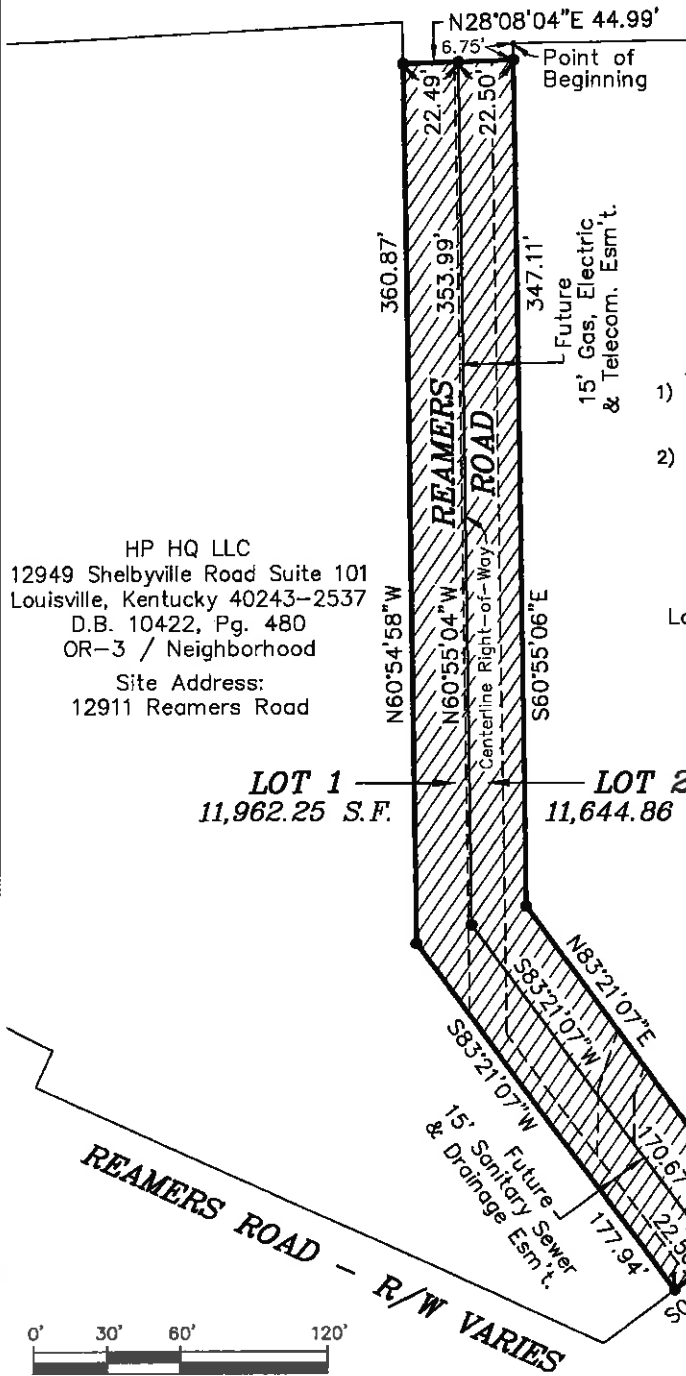 N28°08'04"E 44.99'
6.75'
Point of
Beginning
22.49'
22.50'
360.87'
353.99'
347.11'
Future
15' Gas, Electric
& Telecom. Esm't.
1)
2)
REAMERS
ROAD
HP HQ LLC
12949 Shelbyville Road Suite 101
Louisville, Kentucky 40243-2537
D.B. 10422, Pg. 480
OR-3 / Neighborhood
Site Address:
12911 Reamers Road
N60°54'58"W
N60°55'04"W
Centerline Right-of-Way
S60°55'06"E
LOT 1
11,962.25 S.F.
LOT 2
11,644.86
N83°21'07"E
S83°21'07"W
S83°21'07"W
170.67
Future
15' Sanitary Sewer
& Drainage Esm't.
177.94'
REAMERS ROAD - R/W VARIES
0' 30' 60' 120'